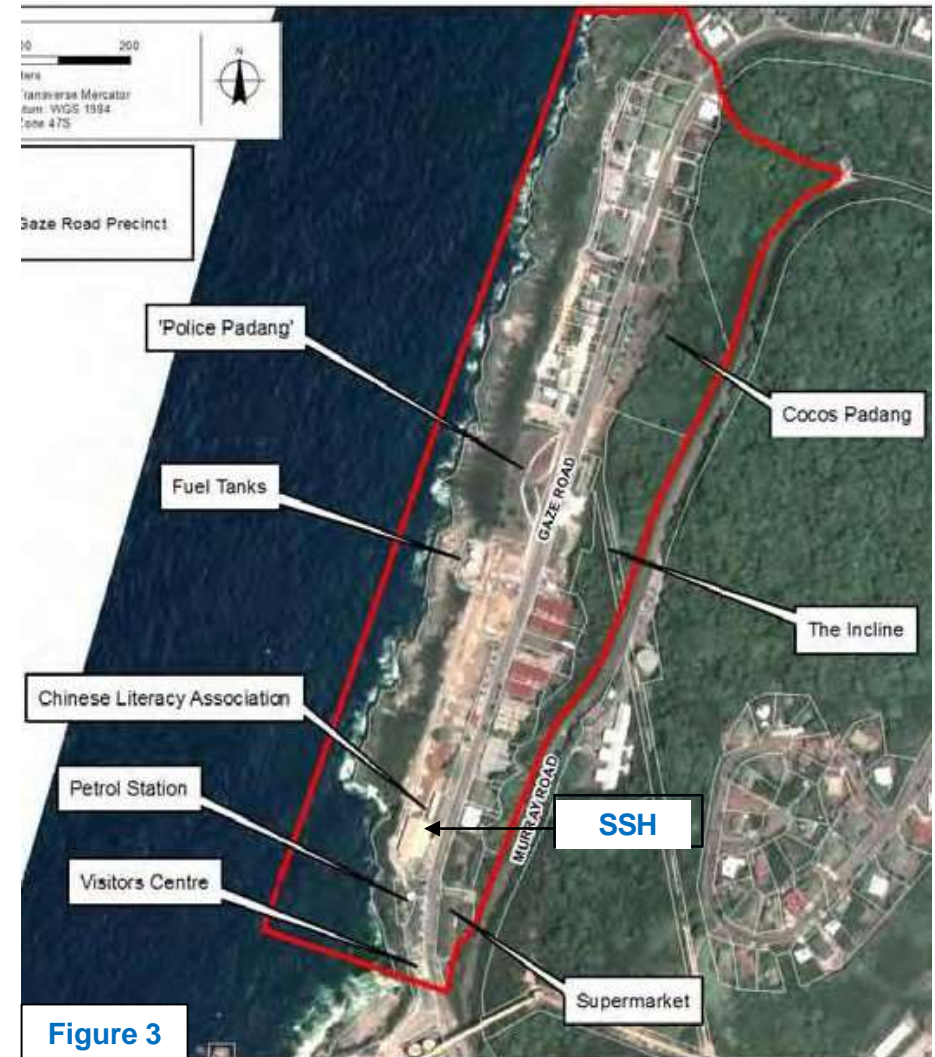 00 200
N
Transverse Mercator
WGS 1984
Zone 47S
Gaze Road Precinct
'Police Padang'
Cocos Padang
Fuel Tanks
GAZE ROAD
The Incline
Chinese Literacy Association
Petrol Station
MURRAY ROAD
SSH
Visitors Centre
Supermarket
Figure 3